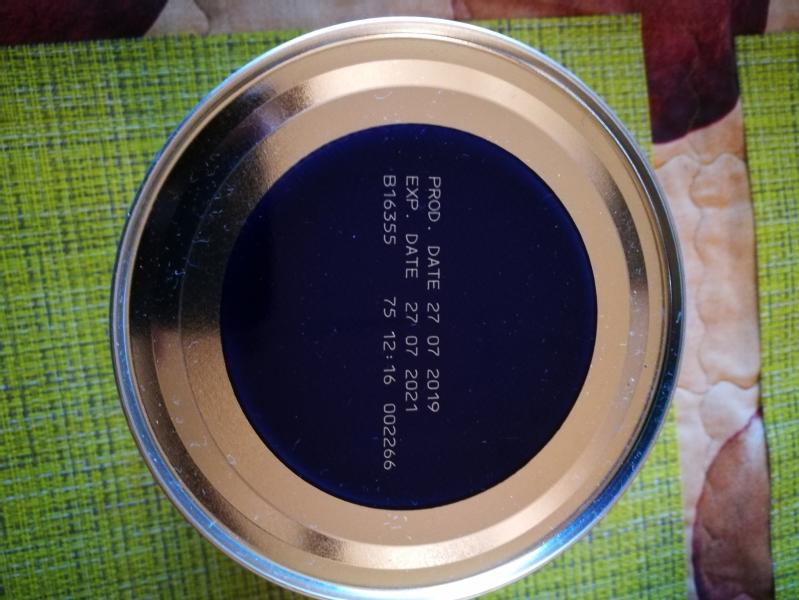 PROD. DATE 27 07 2019
EXP. DATE 27 07 2021
B16355 75 12:16 002266